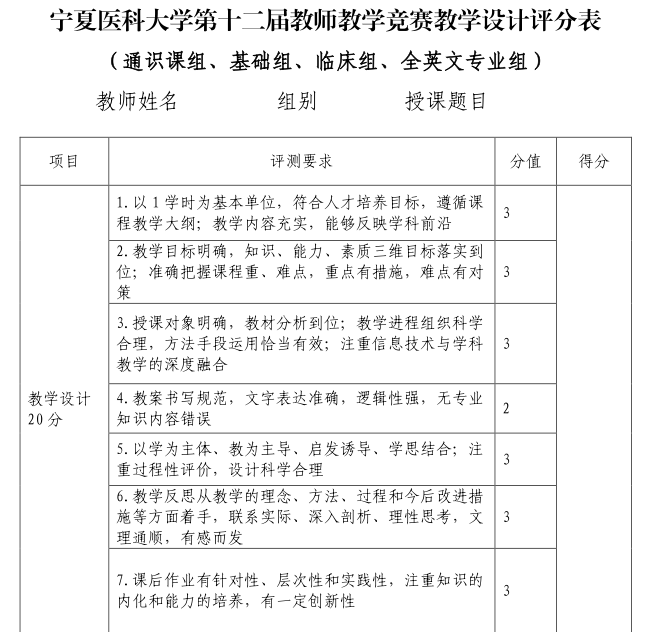 宁夏医科大学第十二届教师教学竞赛教学设计评分表
（通识课组、基础组、临床组、全英文专业组）
教师姓名 组别 授课题目
项目 评测要求 分值 得分
1. 以 1 学时为基本单位，符合人才培养目标，遵循课
程教学大纲；教学内容充实，能够反映学科前沿
3
2. 教学目标明确，知识、能力、素质三维目标落实到
位；准确把握课程重、难点，重点有措施，难点有对
策
3
3. 授课对象明确，教材分析到位；教学进程组织科学
合理，方法手段运用恰当有效；注重信息技术与学科
教学的深度融合
3
教学设计
20 分
4. 教案书写规范，文字表达准确，逻辑性强，无专业
知识内容错误
2
5. 以学为主体、教为主导、启发诱导、学思结合；注
重过程性评价，设计科学合理
3
6. 教学反思从教学的理念、方法、过程和今后改进措
施等方面着手，联系实际、深入剖析、理性思考，文
理通顺，有感而发
3
7. 课后作业有针对性、层次性和实践性，注重知识的
内化和能力的培养，有一定创新性
3